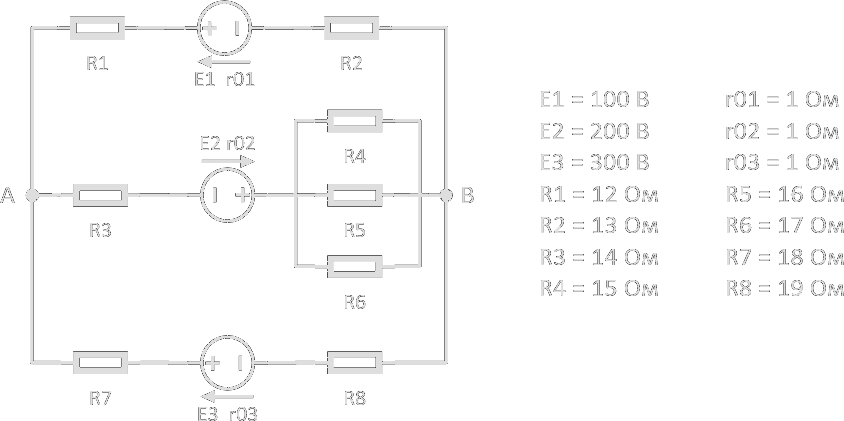 + −
R1 R2
E1 r01
R4
E2 r02
A − + B
R3 R5
R6
+ −
R7 R8
E3 r03
E1 = 100 В r01 = 1 Ом
E2 = 200 В r02 = 1 Ом
E3 = 300 В r03 = 1 Ом
R1 = 12 Ом R5 = 16 Ом
R2 = 13 Ом R6 = 17 Ом
R3 = 14 Ом R7 = 18 Ом
R4 = 15 Ом R8 = 19 Ом